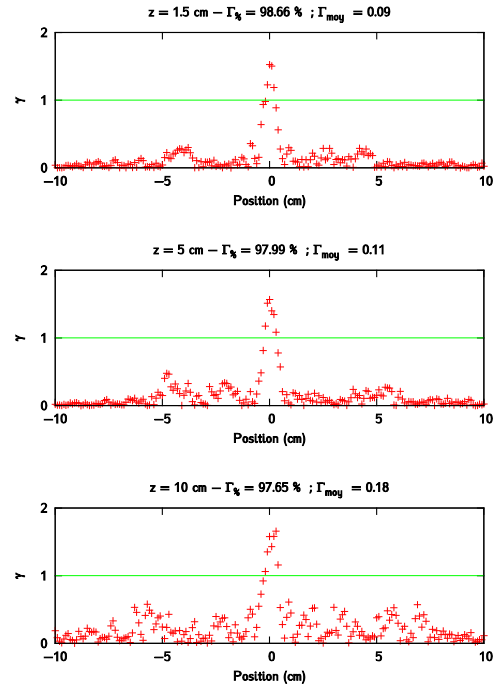 z = 1.5 cm − Γ% = 98.66 % ; Γmoy = 0.09
2
1
0
γ
−10 −5 0 5 10
Position (cm)
z = 5 cm − Γ% = 97.99 % ; Γmoy = 0.11
2
1
0
γ
−10 −5 0 5 10
Position (cm)
z = 10 cm − Γ% = 97.65 % ; Γmoy = 0.18
2
1
0
γ
−10 −5 0 5 10
Position (cm)